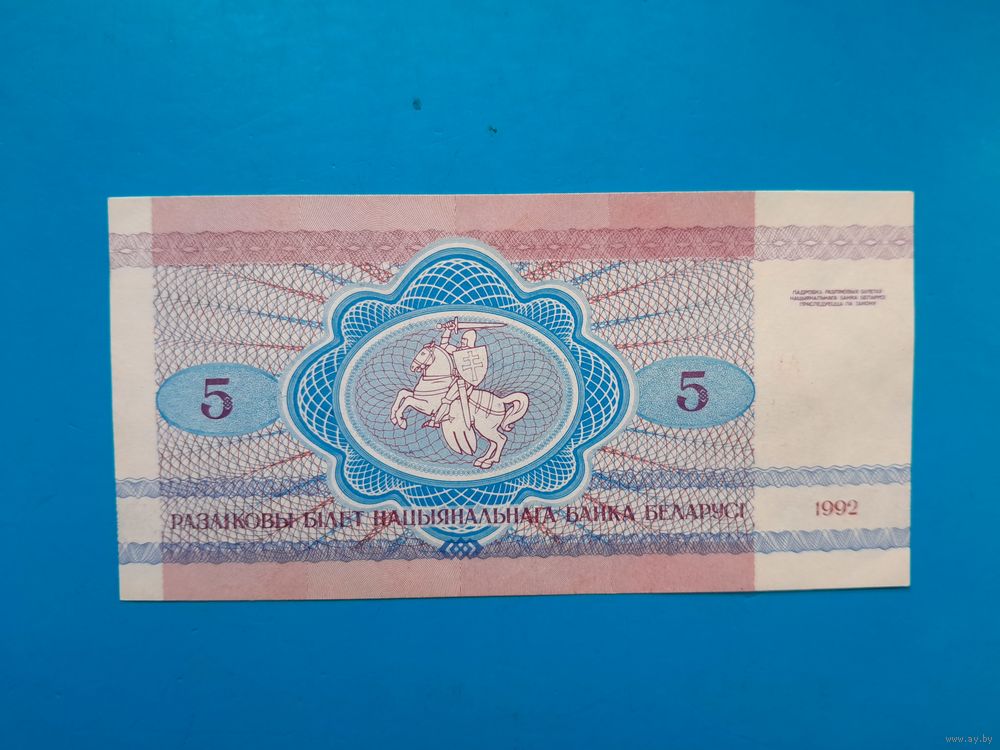 ПАДРОБКА РАЗЛІКОВЫХ БІЛЕТАЎ
НАЦЫЯНАЛЬНАГА БАНКА БЕЛАРУСІ
ПРАСЛЕДУЕЦЦА ПА ЗАКОНУ
5
5
РАЗЛІКОВЫ БІЛЕТ НАЦЫЯНАЛЬНАГА БАНКА БЕЛАРУСІ
1992
www.ay.by